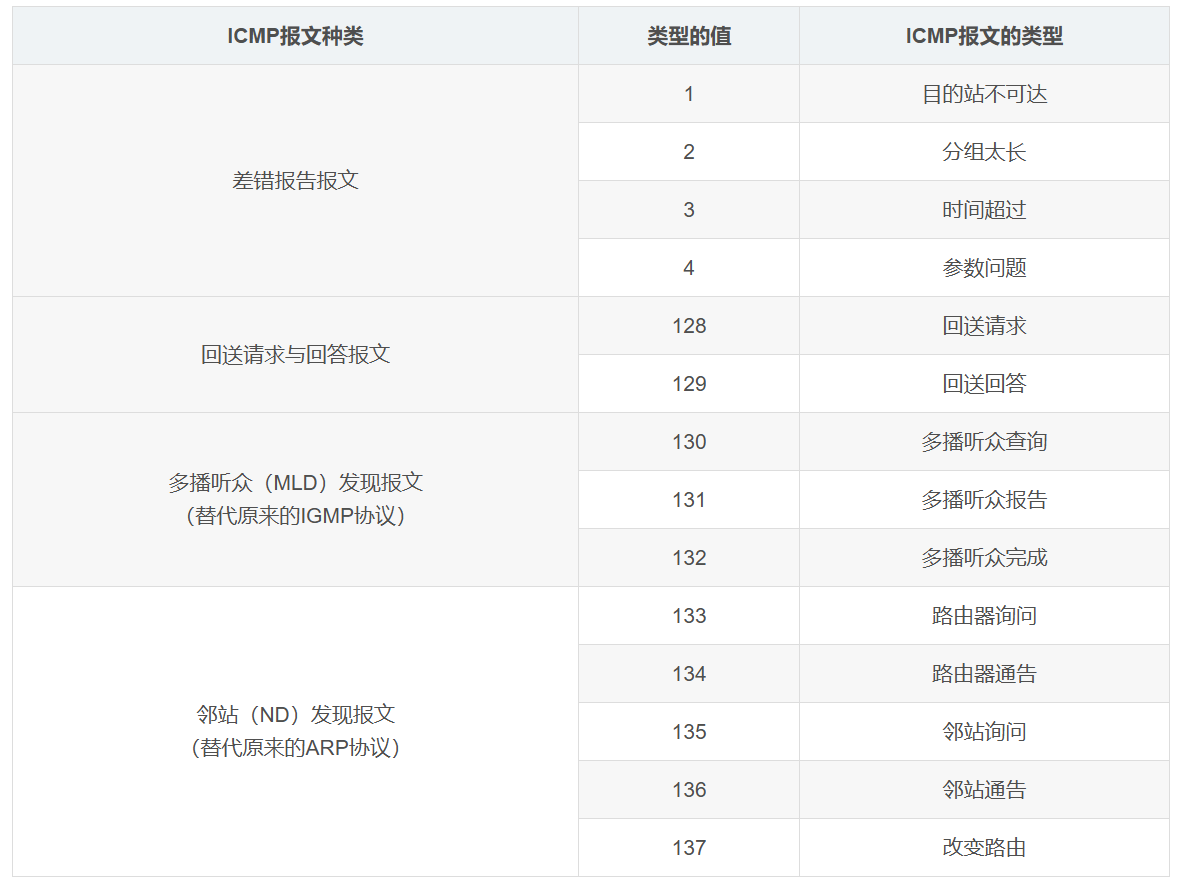 ICMP报文种类 类型的值 ICMP报文的类型
差错报告报文
1 目的站不可达
2 分组太长
3 时间超过
4 参数问题
回送请求与回答报文
128 回送请求
129 回送回答
多播听众（MLD）发现报文
（替代原来的IGMP协议）
130 多播听众查询
131 多播听众报告
132 多播听众完成
邻站（ND）发现报文
（替代原来的ARP协议）
133 路由器询问
134 路由器通告
135 邻站询问
136 邻站通告
137 改变路由